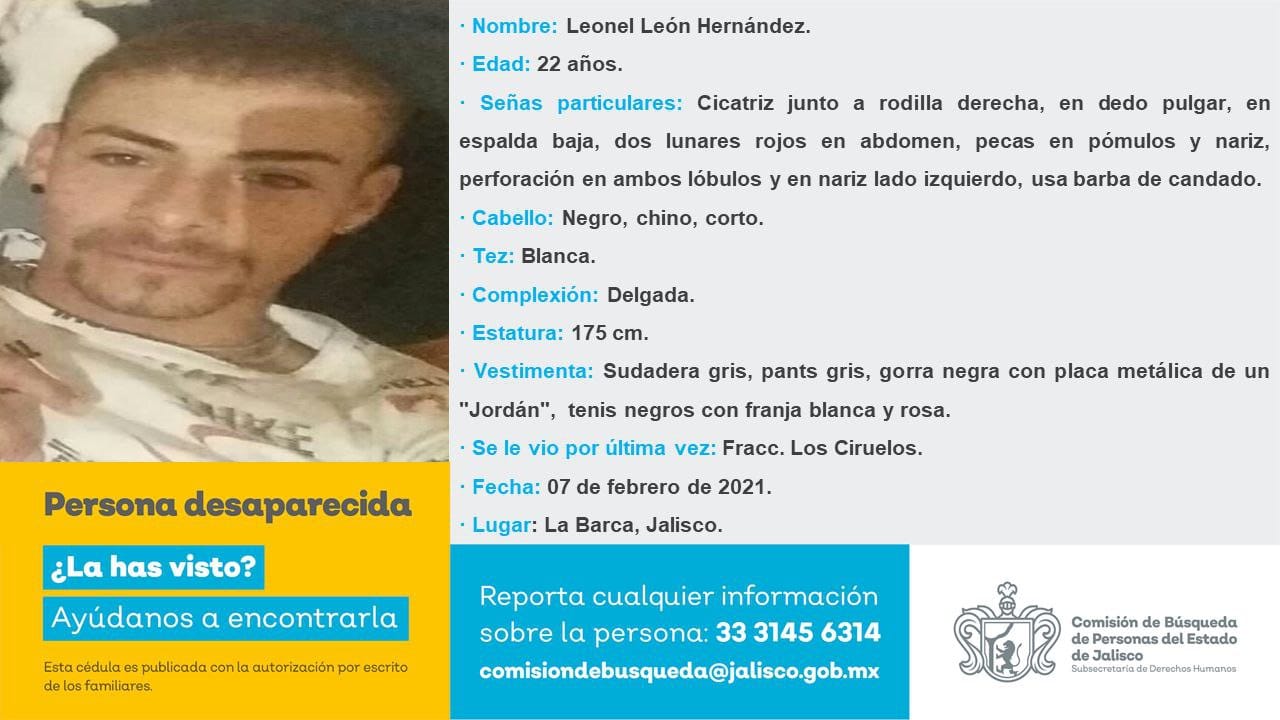 · Nombre: Leonel León Hernández.
· Edad: 22 años.
· Señas particulares: Cicatriz junto a rodilla derecha, en dedo pulgar, en
espalda baja, dos lunares rojos en abdomen, pecas en pómulos y nariz,
perforación en ambos lóbulos y en nariz lado izquierdo, usa barba de candado.
· Cabello: Negro, chino, corto.
· Tez: Blanca.
· Complexión: Delgada.
· Estatura: 175 cm.
· Vestimenta: Sudadera gris, pants gris, gorra negra con placa metálica de un
"Jordán", tenis negros con franja blanca y rosa.
· Se le vio por última vez: Fracc. Los Ciruelos.
· Fecha: 07 de febrero de 2021.
· Lugar: La Barca, Jalisco.
Persona desaparecida
¿La has visto?
Ayúdanos a encontrarla
Esta cédula es publicada con la autorización por escrito
de los familiares.
Reporta cualquier información
sobre la persona: 33 3145 6314
comisiondebusqueda@jalisco.gob.mx
Comisión de Búsqueda
de Personas del Estado
de Jalisco
Subsecretaría de Derechos Humanos